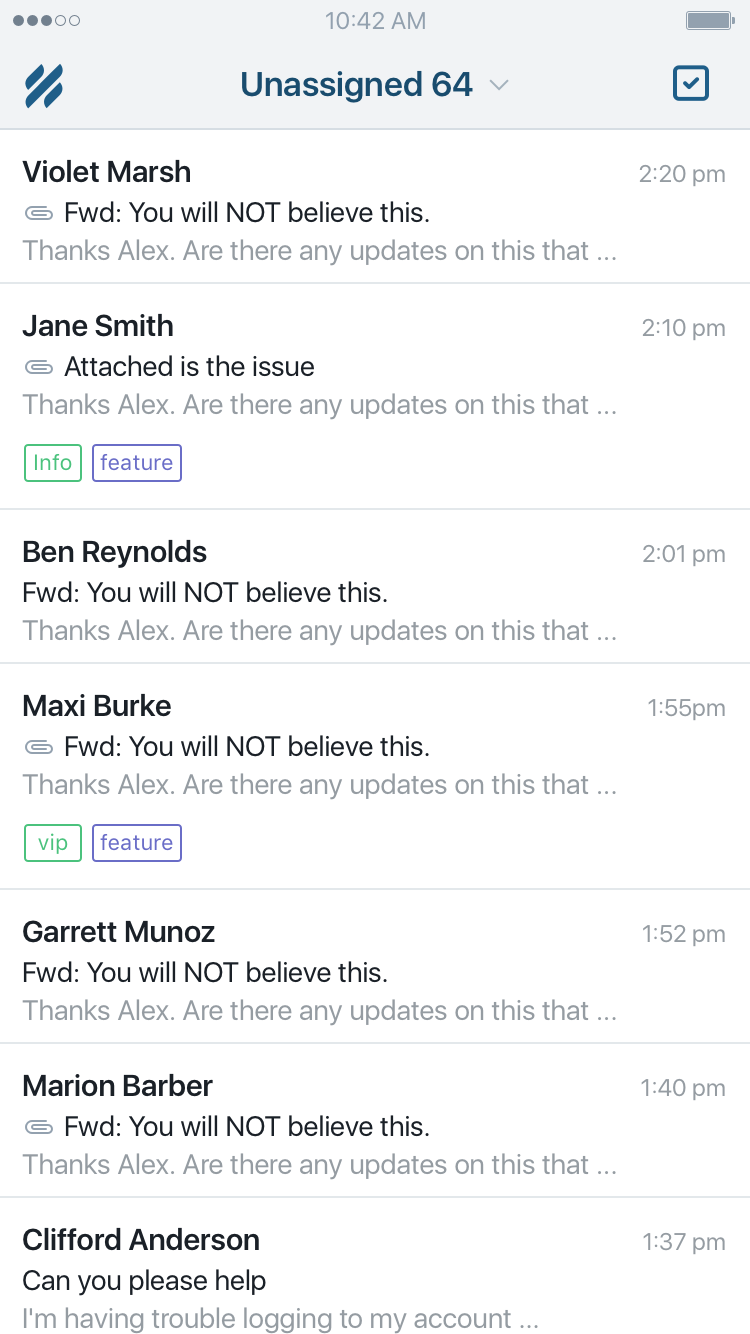 10:42 AM
Unassigned 64
Violet Marsh 2:20 pm
Fwd: You will NOT believe this.
Thanks Alex. Are there any updates on this that ...
Jane Smith 2:10 pm
Attached is the issue
Thanks Alex. Are there any updates on this that ...
Info feature
Ben Reynolds 2:01 pm
Fwd: You will NOT believe this.
Thanks Alex. Are there any updates on this that ...
Maxi Burke 1:55pm
Fwd: You will NOT believe this.
Thanks Alex. Are there any updates on this that ...
vip feature
Garrett Munoz 1:52 pm
Fwd: You will NOT believe this.
Thanks Alex. Are there any updates on this that ...
Marion Barber 1:40 pm
Fwd: You will NOT believe this.
Thanks Alex. Are there any updates on this that ...
Clifford Anderson 1:37 pm
Can you please help
I'm having trouble logging to my account ...